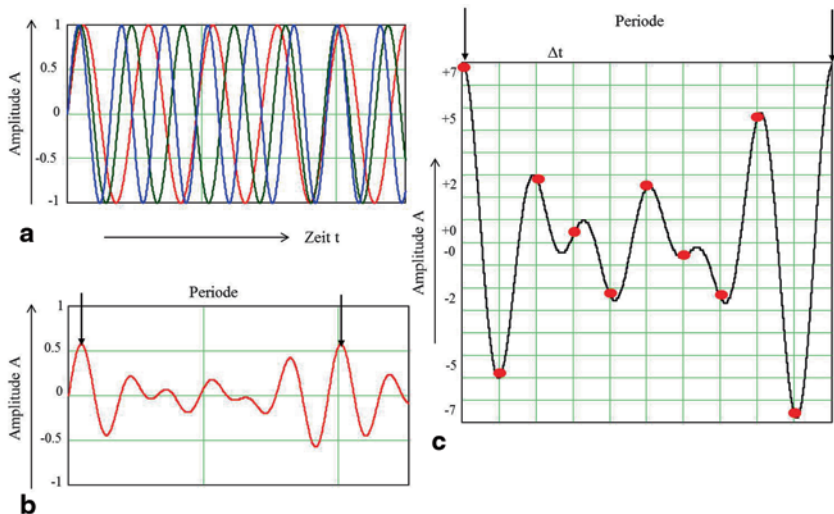 Amplitude A
1
0.5
0
-0.5
-1
Zeit t
a
Periode
Amplitude A
1
0.5
0
-0.5
-1
b
Periode
Δt
Amplitude A
+7
+5
+2
+0
-0
-2
-5
-7
c